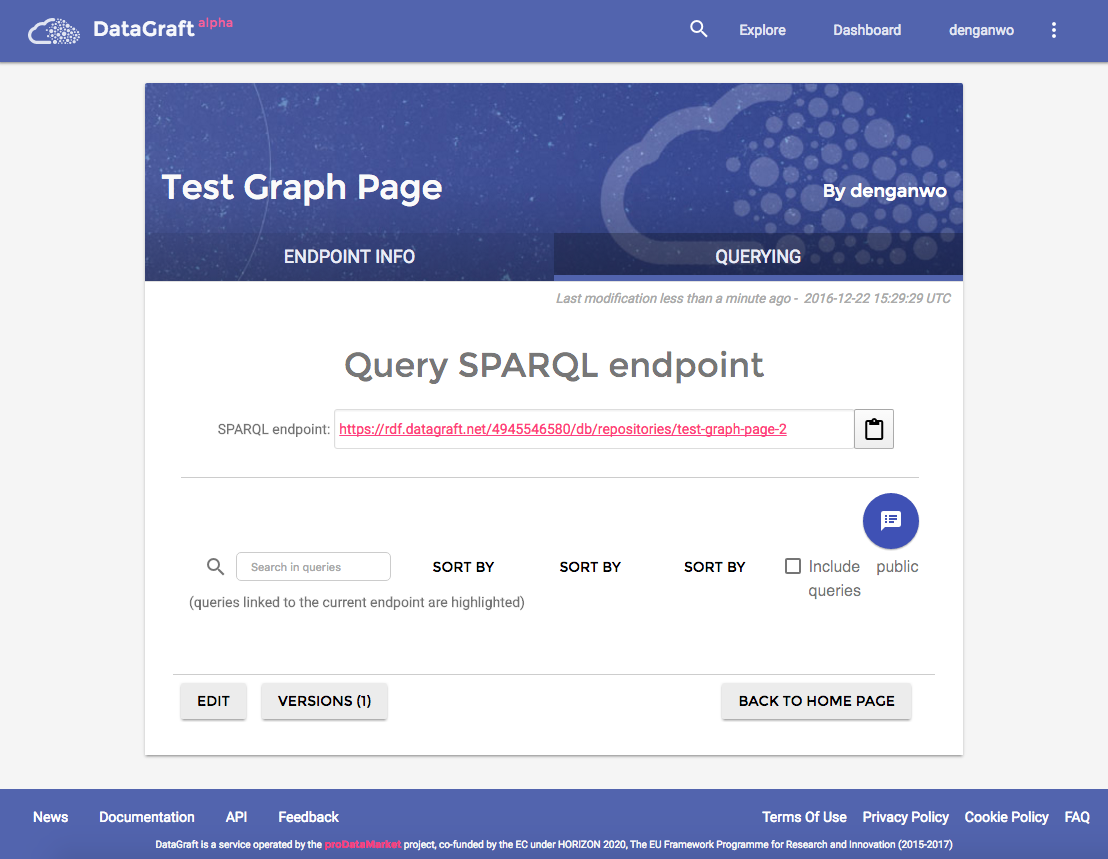 DataGraft alpha
Explore Dashboard denganwo
Test Graph Page
By denganwo
ENDPOINT INFO QUERYING
Last modification less than a minute ago - 2016-12-22 15:29:29 UTC
Query SPARQL endpoint
SPARQL endpoint: https://rdf.datagraft.net/4945546580/db/repositories/test-graph-page-2
Search in queries SORT BY SORT BY SORT BY Include public
queries
(queries linked to the current endpoint are highlighted)
EDIT VERSIONS (1) BACK TO HOME PAGE
News Documentation API Feedback Terms Of Use Privacy Policy Cookie Policy FAQ
DataGraft is a service operated by the proDataMarket project, co-funded by the EC under HORIZON 2020, The EU Framework Programme for Research and Innovation (2015-2017)